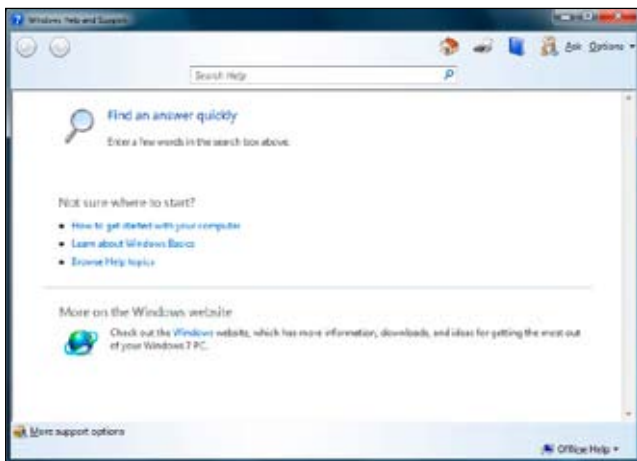 Windows Help and Support
Ask Options
Search Help
Find an answer quickly
Enter a few words in the search box above.
Not sure where to start?
How to get started with your computer
Learn about Windows Basics
Browse Help topics
More on the Windows website
Check out the Windows website, which has more information, downloads, and ideas for getting the most out
of your Windows 7 PC.
More support options
Office Help